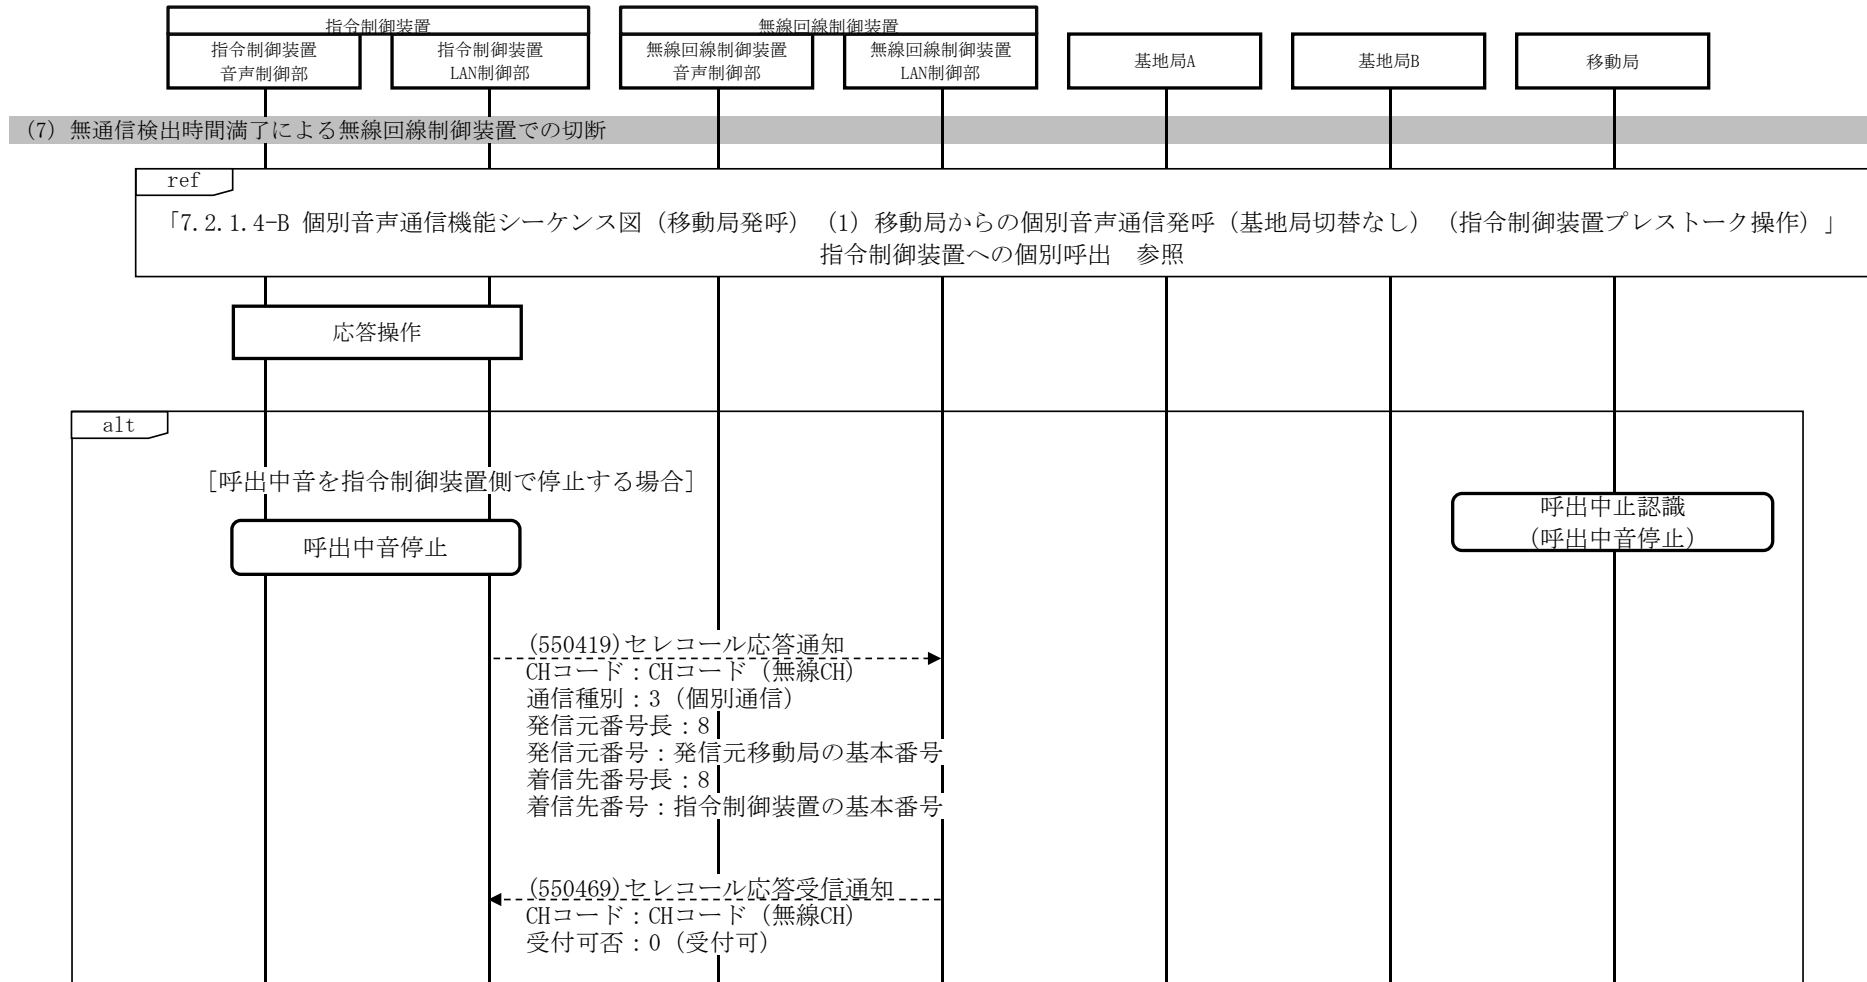 指令制御装置
無線回線制御装置
指令制御装置
音声制御部
指令制御装置
LAN制御部
無線回線制御装置
音声制御部
無線回線制御装置
LAN制御部
基地局A
基地局B
移動局
(7) 無通信検出時間満了による無線回線制御装置での切断
ref
「7.2.1.4-B 個別音声通信機能シーケンス図（移動局発呼）（1）移動局からの個別音声通信発呼（基地局切替なし）（指令制御装置プレストーク操作）」
指令制御装置への個別呼出　参照
応答操作
alt
[呼出中音を指令制御装置側で停止する場合]
呼出中止認識
(呼出中音停止)
呼出中音停止
(550419)セレコール応答通知
CHコード：CHコード（無線CH）
通信種別：3（個別通信）
発信元番号長：8
発信元番号：発信元移動局の基本番号
着信先番号長：8
着信先番号：指令制御装置の基本番号
(550469)セレコール応答受信通知
CHコード：CHコード（無線CH）
受付可否：0（受付可）